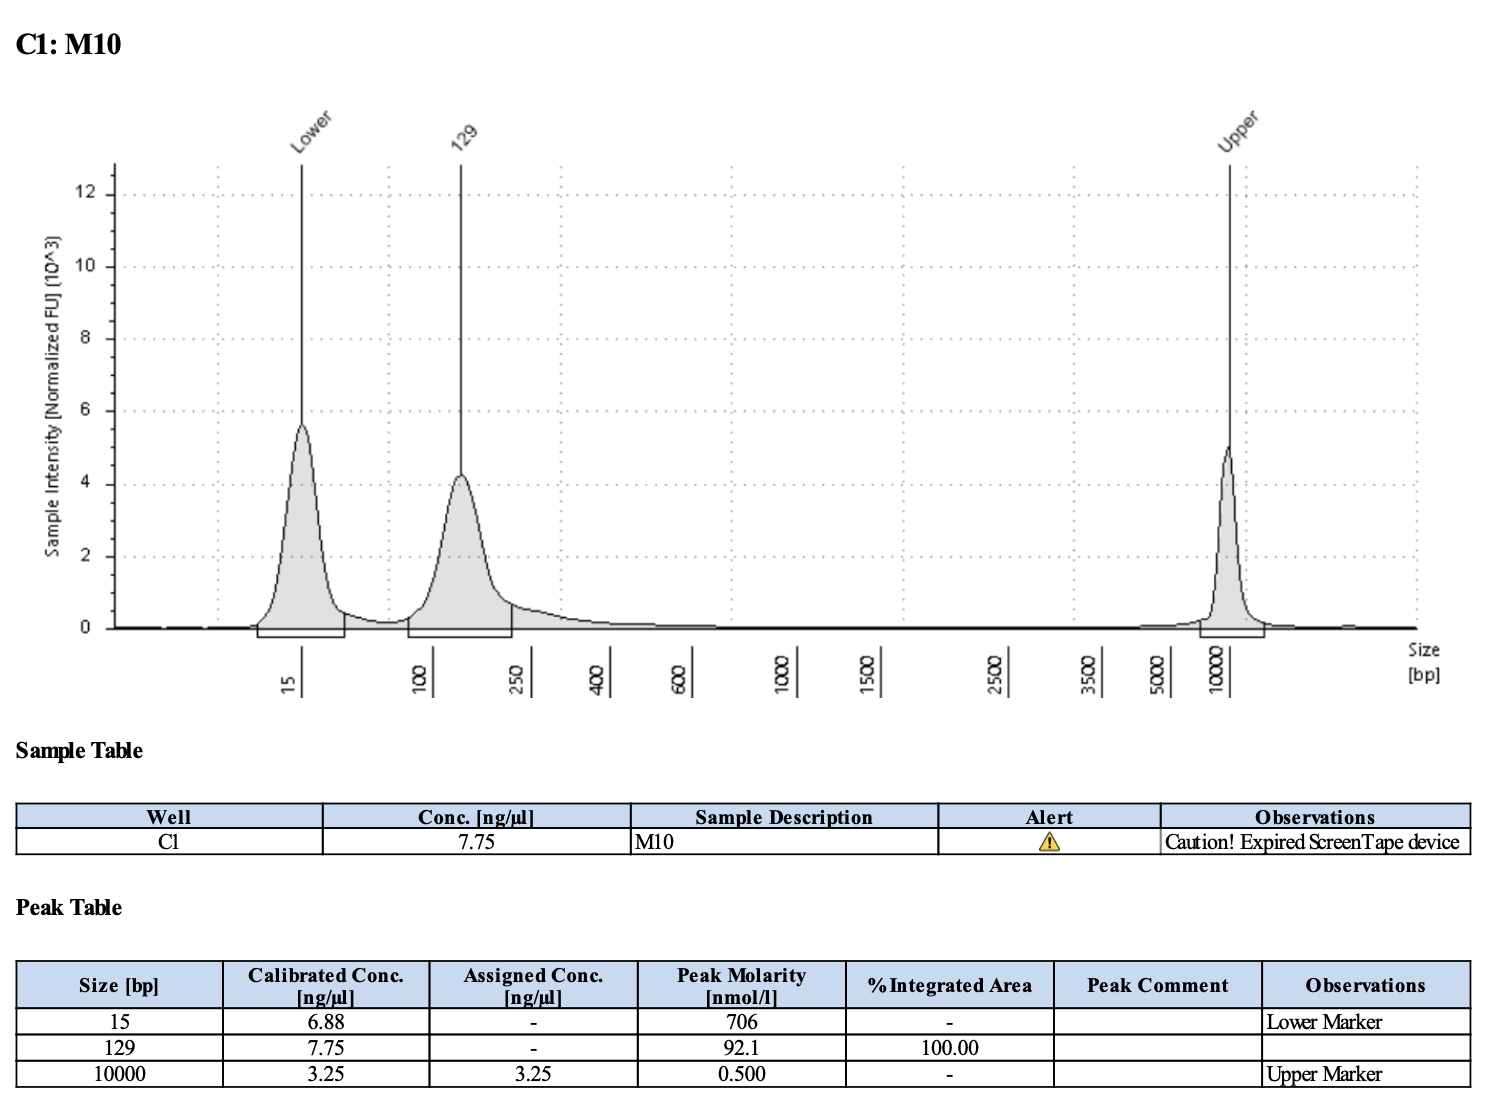 C1: M10
Lower
129
Upper
Sample Intensity [Normalized FU] (10^3)
12
10
8
6
4
2
0
15
100
250
400
600
1000
1500
2500
3500
5000
10000
Size
[bp]
Sample Table
Well Conc. [ng/µl] Sample Description Alert Observations
C1 7.75 M10 Caution! Expired ScreenTape device
Peak Table
Size [bp] Calibrated Conc. [ng/µl] Assigned Conc. [ng/µl] Peak Molarity [nmol/l] % Integrated Area Peak Comment Observations
15 6.88 - 706 - Lower Marker
129 7.75 - 92.1 100.00
10000 3.25 3.25 0.500 - Upper Marker